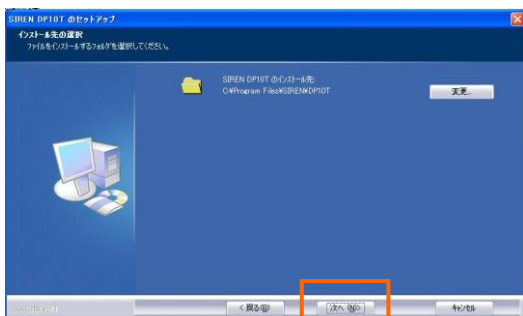 SIREN DP10T のセットアップ
インストール先の選択
ファイルをインストールするフォルダを選択してください。
SIREN DP10T のインストール先:
C:¥Program Files¥SIREN¥DP10T
変更...
InstallShield
< 戻る(B)
次へ (N)>
キャンセル